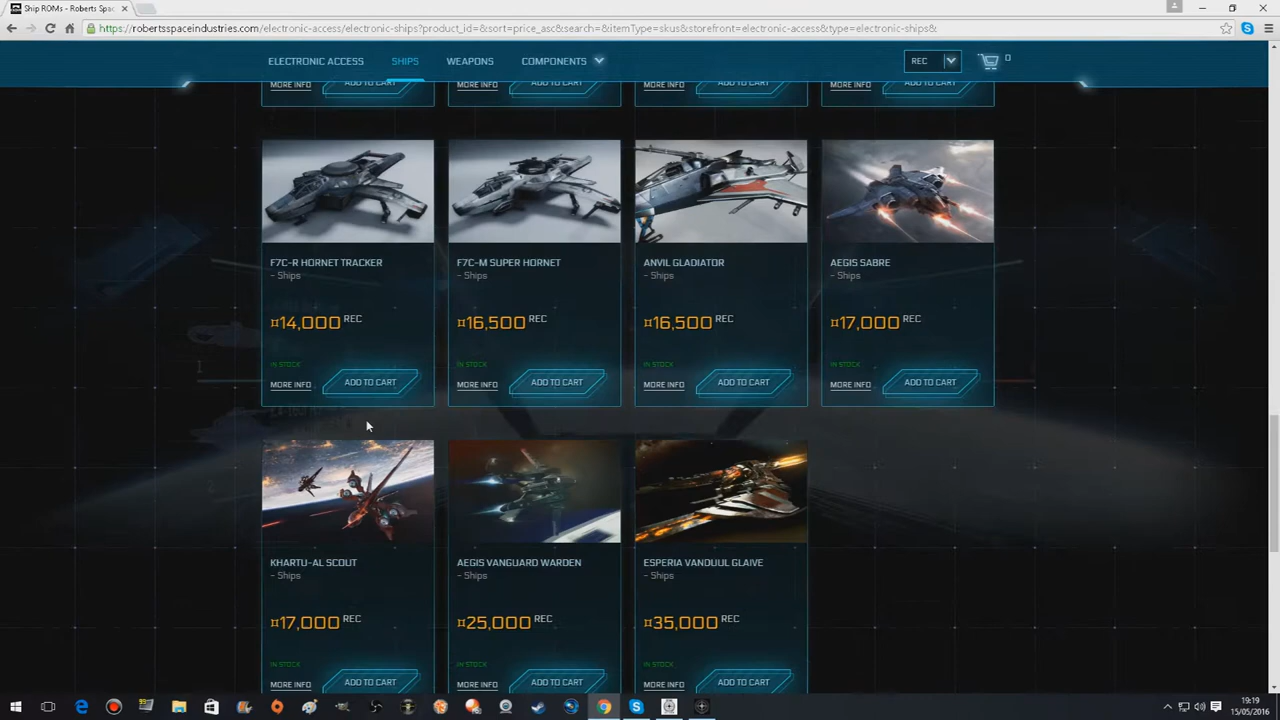 Ship ROMs - Roberts Spac
https://robertsspaceindustries.com/electronic-access/electronic-ships?product_id=&sort=price_asc&search=&itemType=skus&storefront=electronic-access&type=electronic-ships&
ELECTRONIC ACCESS SHIPS WEAPONS COMPONENTS REC 0
MORE INFO ADD TO CART MORE INFO ADD TO CART MORE INFO ADD TO CART MORE INFO ADD TO CART
F7C-R HORNET TRACKER F7C-M SUPER HORNET ANVIL GLADIATOR AEGIS SABRE
- Ships - Ships - Ships - Ships
¤14,000 REC ¤16,500 REC ¤16,500 REC ¤17,000 REC
IN STOCK IN STOCK IN STOCK IN STOCK
MORE INFO ADD TO CART MORE INFO ADD TO CART MORE INFO ADD TO CART MORE INFO ADD TO CART
KHARTU-AL SCOUT AEGIS VANGUARD WARDEN ESPERIA VANDUUL GLAIVE
- Ships - Ships - Ships
¤17,000 REC ¤25,000 REC ¤35,000 REC
IN STOCK IN STOCK IN STOCK
MORE INFO ADD TO CART MORE INFO ADD TO CART MORE INFO ADD TO CART
19:19
15/05/2016